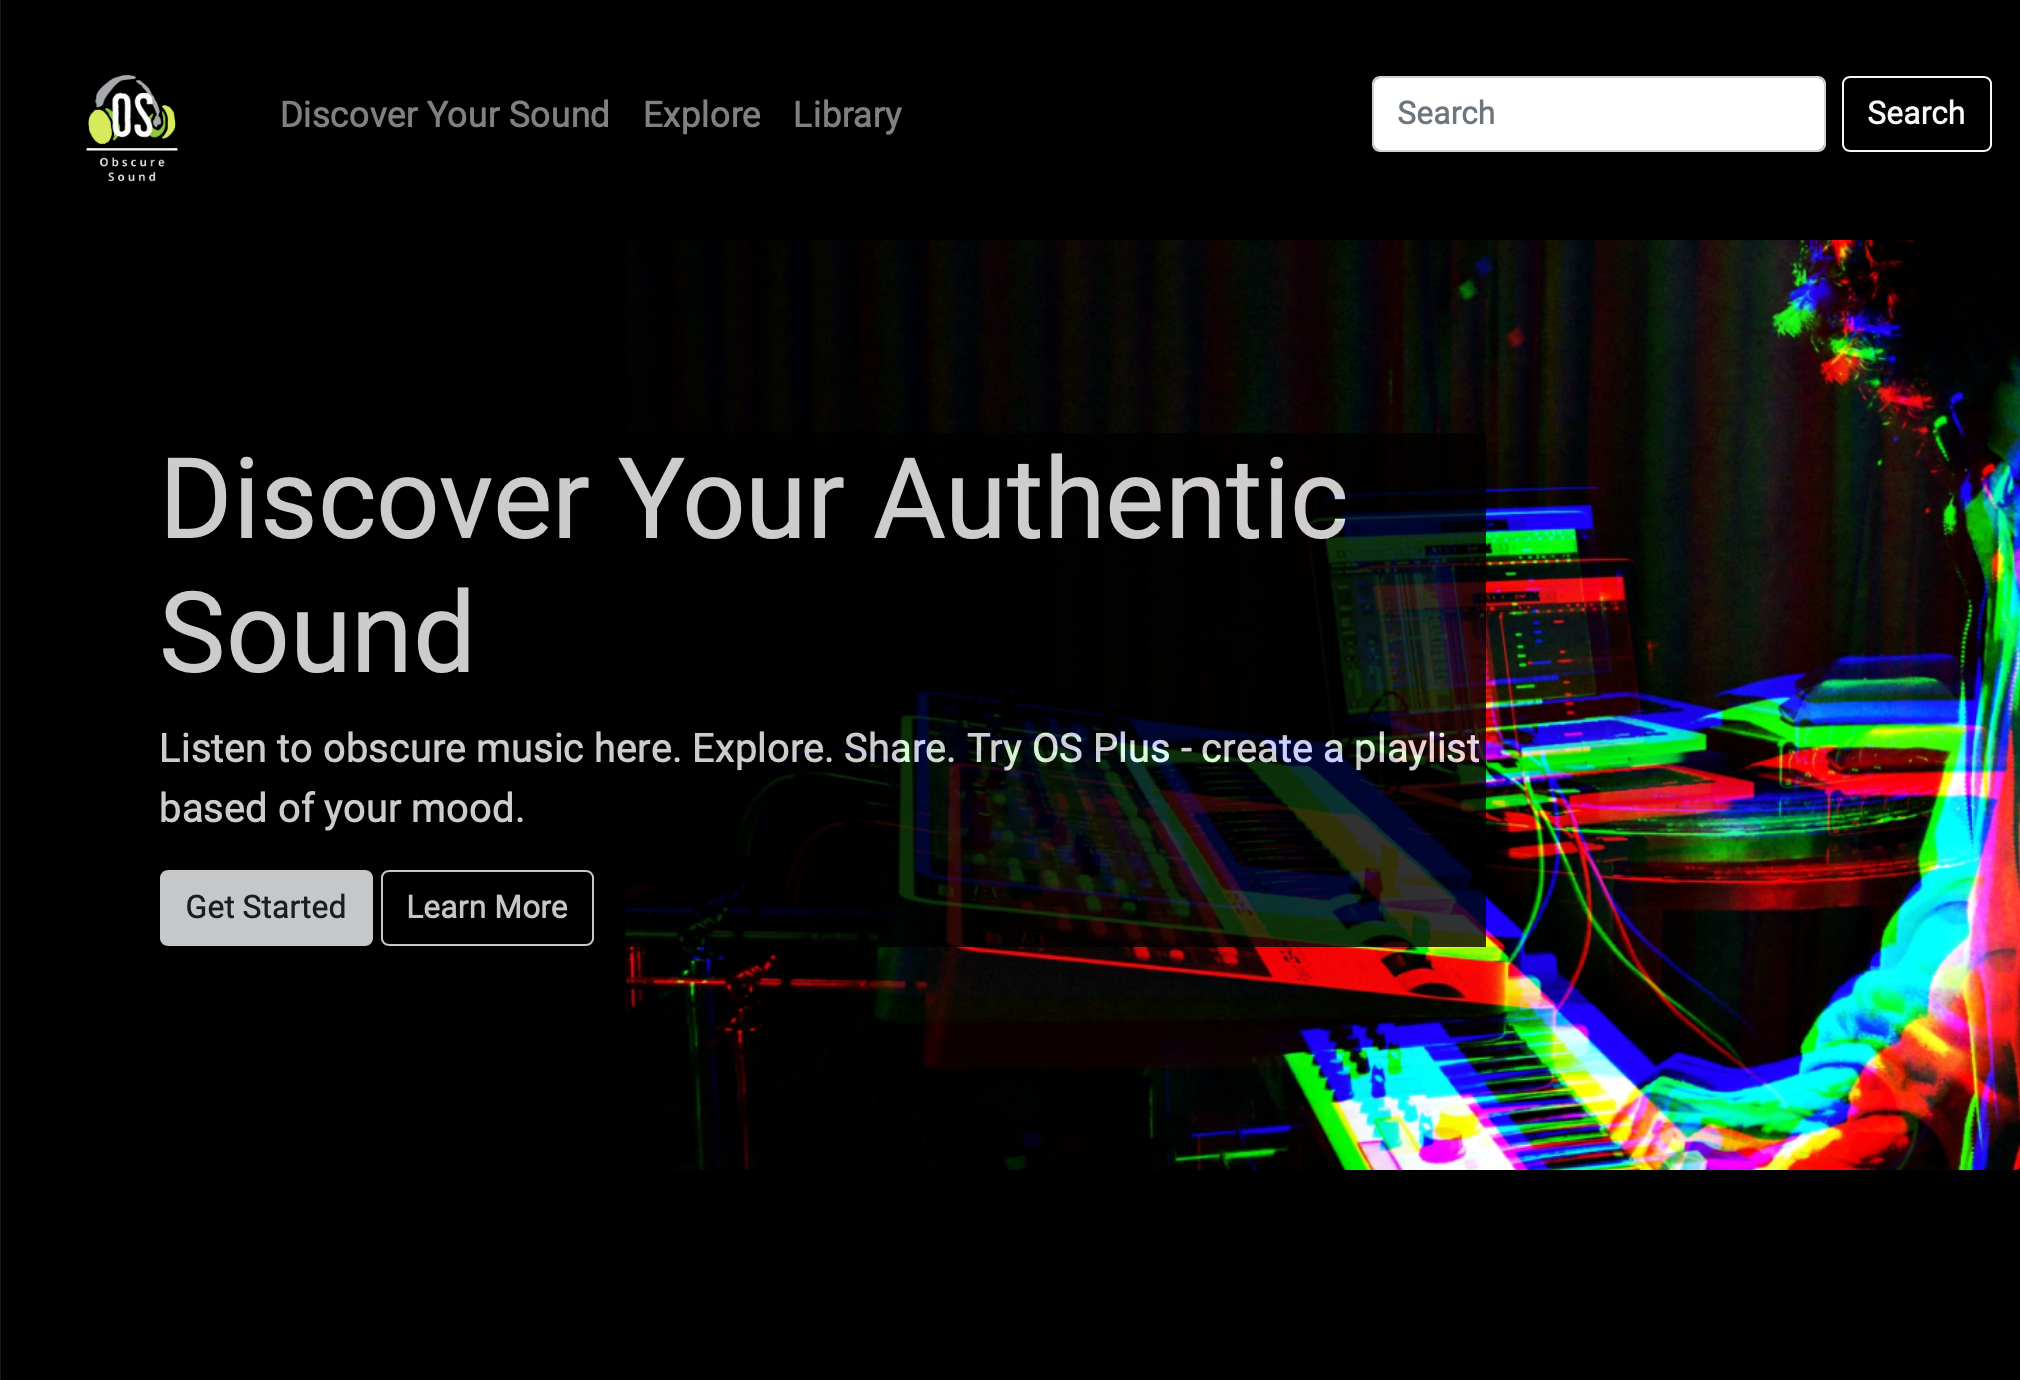 OS
Obscure
Sound
Discover Your Sound Explore Library
Search
Search
Discover Your Authentic
Sound
Listen to obscure music here. Explore. Share. Try OS Plus - create a playlist
based of your mood.
Get Started Learn More